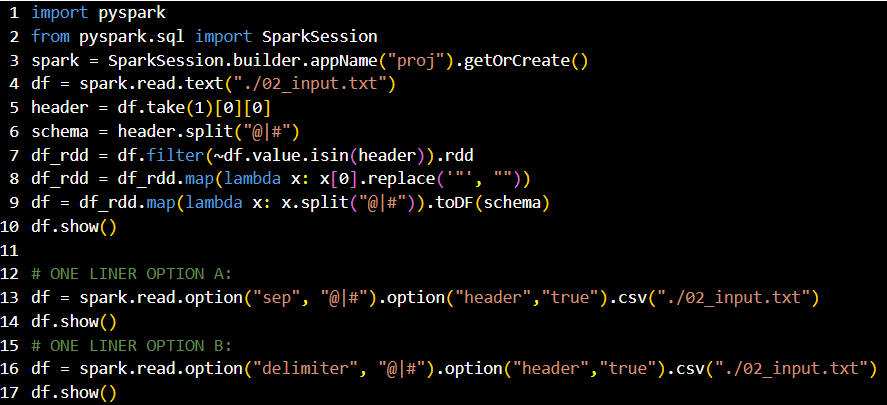 1 import pyspark
2 from pyspark.sql import SparkSession
3 spark = SparkSession.builder.appName("proj").getOrCreate()
4 df = spark.read.text("./02_input.txt")
5 header = df.take(1)[0][0]
6 schema = header.split("@|#")
7 df_rdd = df.filter(~df.value.isin(header)).rdd
8 df_rdd = df_rdd.map(lambda x: x[0].replace('"', ""))
9 df = df_rdd.map(lambda x: x.split("@|#")).toDF(schema)
10 df.show()
11
12 # ONE LINER OPTION A:
13 df = spark.read.option("sep", "@|#").option("header","true").csv("./02_input.txt")
14 df.show()
15 # ONE LINER OPTION B:
16 df = spark.read.option("delimiter", "@|#").option("header","true").csv("./02_input.txt")
17 df.show()